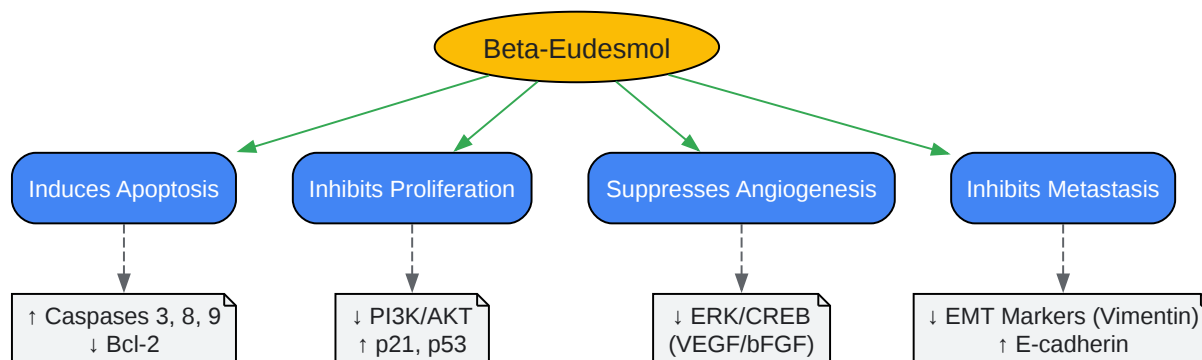 Beta-Eudesmol
Induces Apoptosis
Inhibits Proliferation
Suppresses Angiogenesis
Inhibits Metastasis
↑ Caspases 3, 8, 9
↓ Bcl-2
↓ PI3K/AKT
↑ p21, p53
↓ ERK/CREB
(VEGF/bFGF)
↓ EMT Markers (Vimentin)
↑ E-cadherin